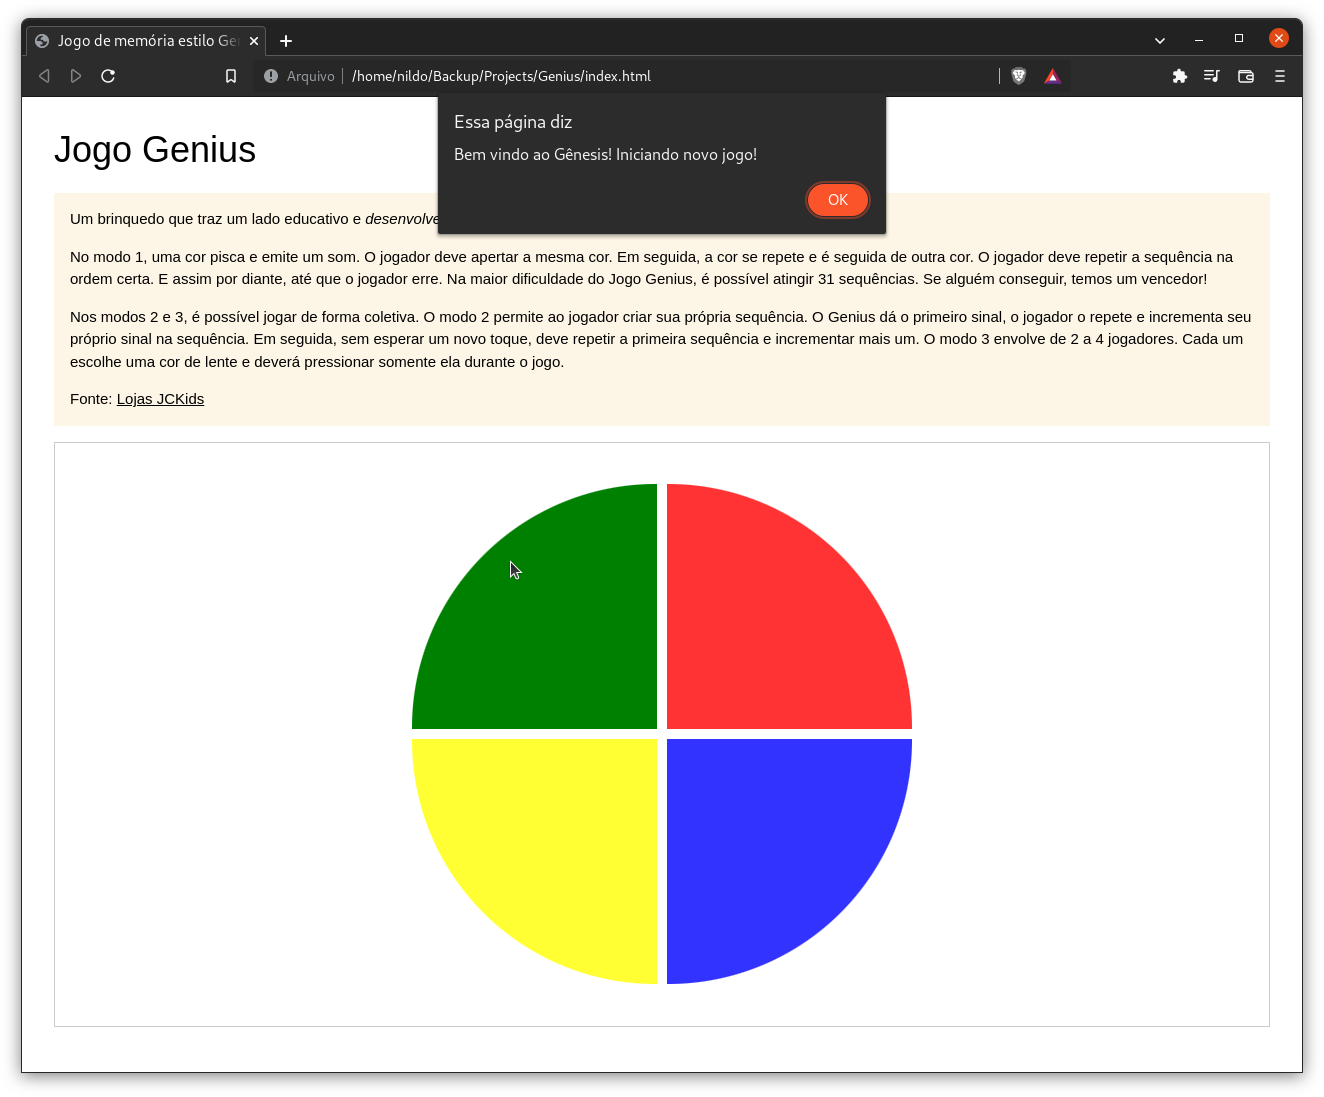 Jogo de memória estilo Ge
Arquivo
/home/nildo/Backup/Projects/Genius/index.html
Essa página diz
Bem vindo ao Gênesis! Iniciando novo jogo!
OK
Jogo Genius
Um brinquedo que traz um lado educativo e desenvolve
No modo 1, uma cor pisca e emite um som. O jogador deve apertar a mesma cor. Em seguida, a cor se repete e é seguida de outra cor. O jogador deve repetir a sequência na
ordem certa. E assim por diante, até que o jogador erre. Na maior dificuldade do Jogo Genius, é possível atingir 31 sequências. Se alguém conseguir, temos um vencedor!
Nos modos 2 e 3, é possível jogar de forma coletiva. O modo 2 permite ao jogador criar sua própria sequência. O Genius dá o primeiro sinal, o jogador o repete e incrementa seu
próprio sinal na sequência. Em seguida, sem esperar um novo toque, deve repetir a primeira sequência e incrementar mais um. O modo 3 envolve de 2 a 4 jogadores. Cada um
escolhe uma cor de lente e deverá pressionar somente ela durante o jogo.
Fonte: Lojas JCKids